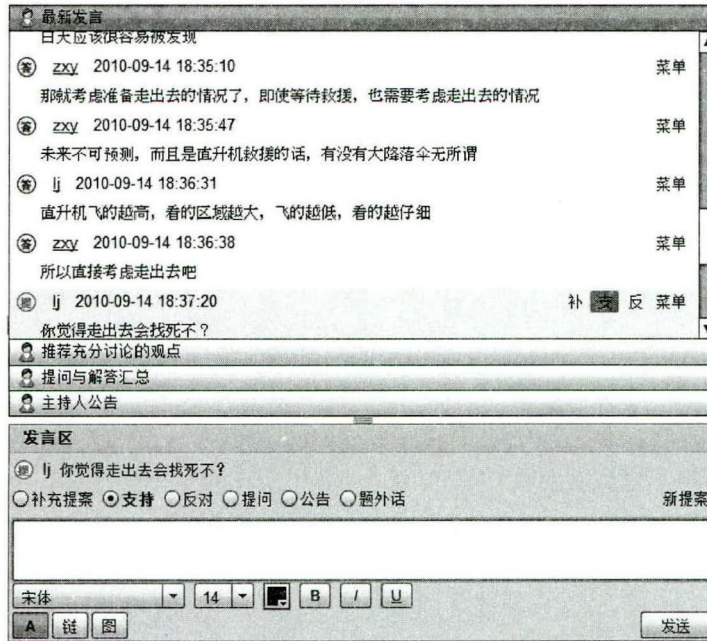 最新发言
白天应该很容易被发现
答 zxy 2010-09-14 18:35:10 菜单
那就考虑准备走出去的情况了，即使等待救援，也需要考虑走出去的情况
答 zxy 2010-09-14 18:35:47 菜单
未来不可预测，而且是直升机救援的话，有没有大降落伞无所谓
答 lj 2010-09-14 18:36:31 菜单
直升机飞的越高，看的区域越大，飞的越低，看的越仔细
答 zxy 2010-09-14 18:36:38 菜单
所以直接考虑走出去吧
提 lj 2010-09-14 18:37:20 补 支 反 菜单
你觉得走出去会找死不？
推荐充分讨论的观点
提问与解答汇总
主持人公告
发言区
提 lj 你觉得走出去会找死不？
补充提案 支持 反对 提问 公告 题外话 新提案
宋体 14 B I U
A 链 图 发送